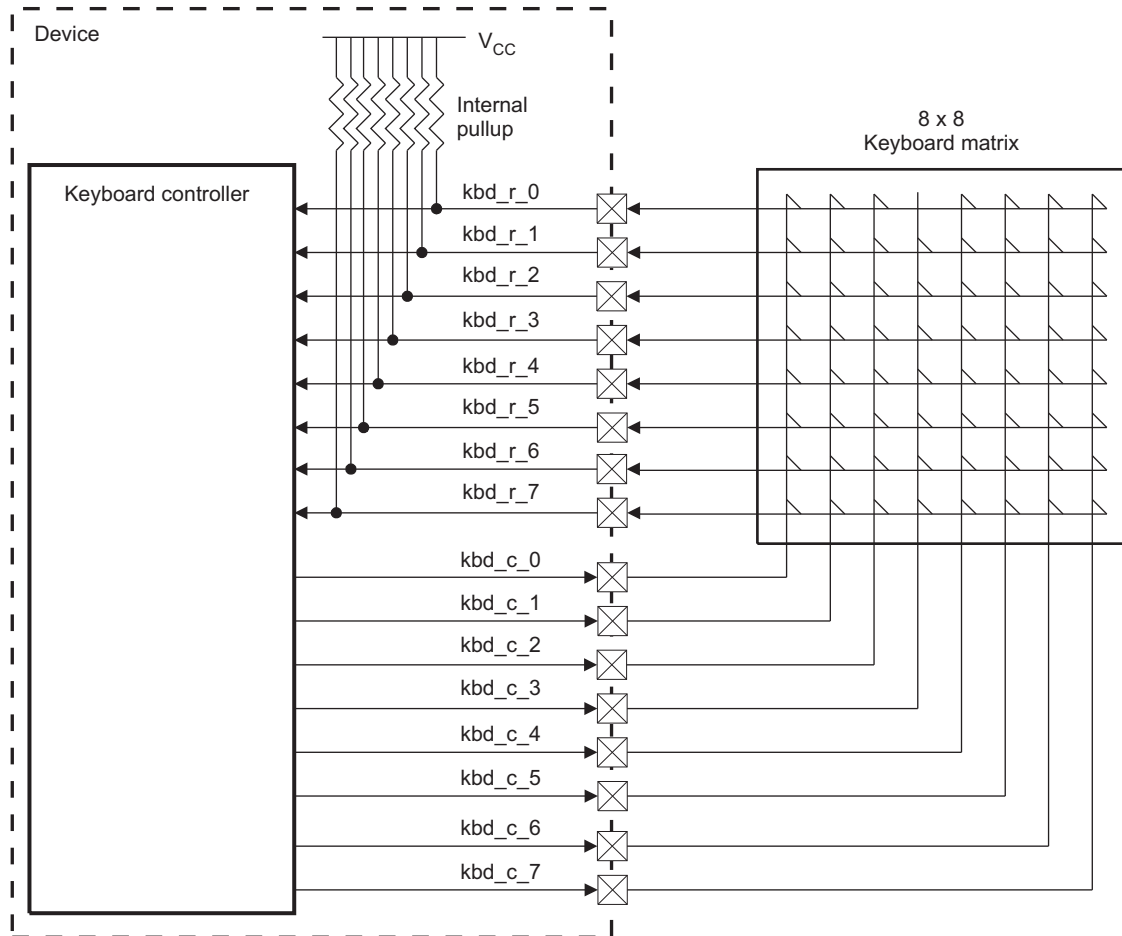 Device
V_CC
Internal
pullup
8 x 8
Keyboard matrix
Keyboard controller
kbd_r_0
kbd_r_1
kbd_r_2
kbd_r_3
kbd_r_4
kbd_r_5
kbd_r_6
kbd_r_7
kbd_c_0
kbd_c_1
kbd_c_2
kbd_c_3
kbd_c_4
kbd_c_5
kbd_c_6
kbd_c_7